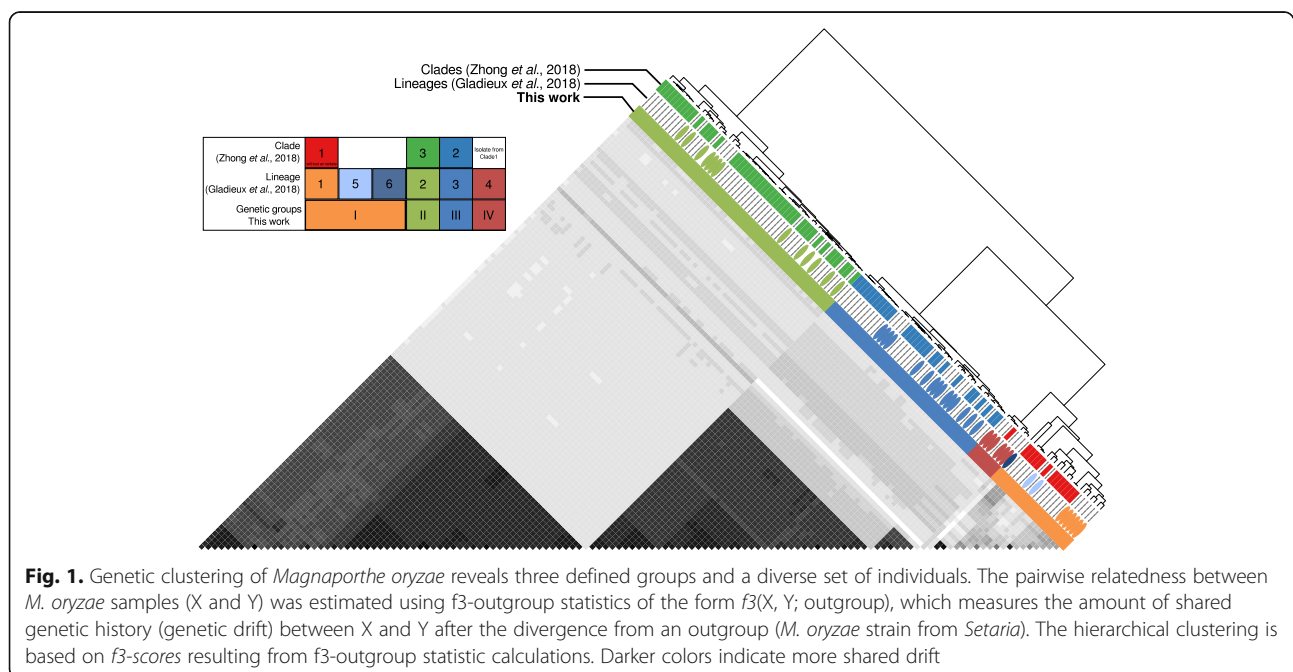 Clades (Zhong et al., 2018)
Lineages (Gladieux et al., 2018)
This work
Clade
(Zhong et al., 2018)
1
3
2
Isolate from
Clade1
Lineage
(Gladieux et al., 2018)
1
5
6
2
3
4
Genetic groups
This work
I
II
III
IV
Fig. 1. Genetic clustering of Magnaporthe oryzae reveals three defined groups and a diverse set of individuals. The pairwise relatedness between
M. oryzae samples (X and Y) was estimated using f3-outgroup statistics of the form f3(X, Y; outgroup), which measures the amount of shared
genetic history (genetic drift) between X and Y after the divergence from an outgroup (M. oryzae strain from Setaria). The hierarchical clustering is
based on f3-scores resulting from f3-outgroup statistic calculations. Darker colors indicate more shared drift